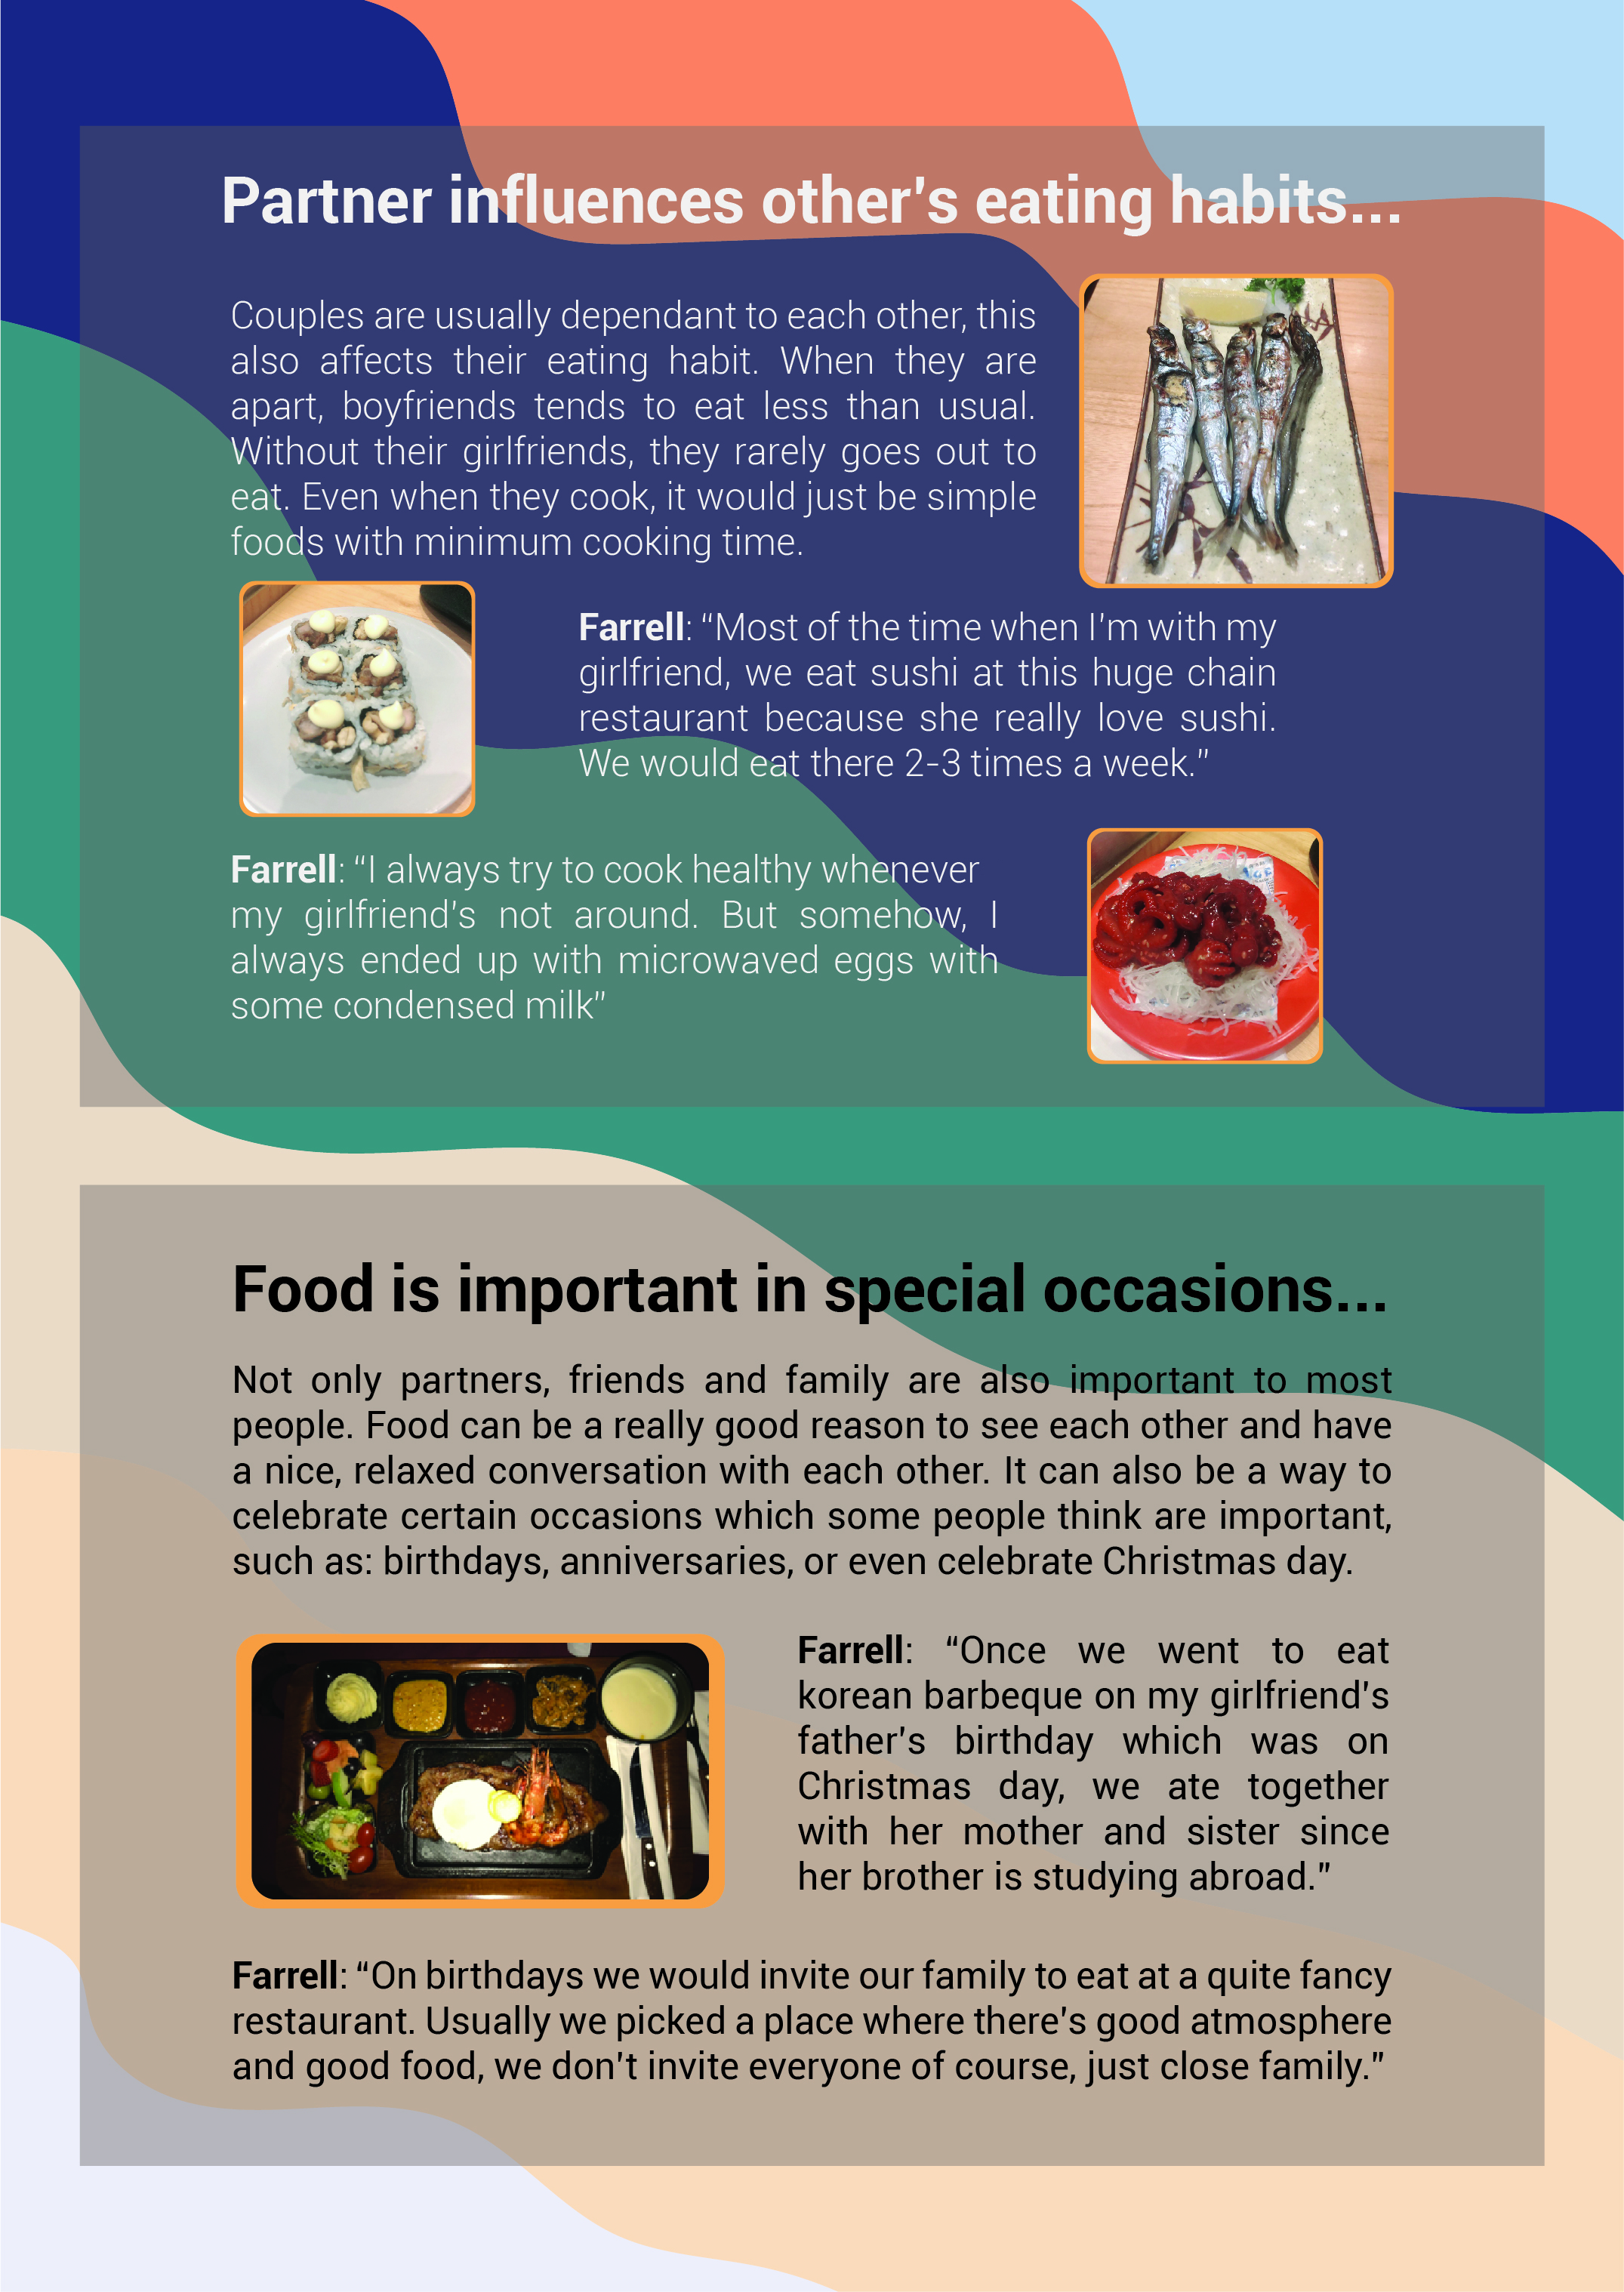 Partner influences other's eating habits...
Couples are usually dependant to each other, this
also affects their eating habit. When they are
apart, boyfriends tends to eat less than usual.
Without their girlfriends, they rarely goes out to
eat. Even when they cook, it would just be simple
foods with minimum cooking time.
Farrell: “Most of the time when I'm with my
girlfriend, we eat sushi at this huge chain
restaurant because she really love sushi.
We would eat there 2-3 times a week.”
Farrell: “I always try to cook healthy whenever
my girlfriend's not around. But somehow, I
always ended up with microwaved eggs with
some condensed milk”
Food is important in special occasions...
Not only partners, friends and family are also important to most
people. Food can be a really good reason to see each other and have
a nice, relaxed conversation with each other. It can also be a way to
celebrate certain occasions which some people think are important,
such as: birthdays, anniversaries, or even celebrate Christmas day.
Farrell: “Once we went to eat
korean barbeque on my girlfriend's
father's birthday which was on
Christmas day, we ate together
with her mother and sister since
her brother is studying abroad.”
Farrell: “On birthdays we would invite our family to eat at a quite fancy
restaurant. Usually we picked a place where there's good atmosphere
and good food, we don't invite everyone of course, just close family.”